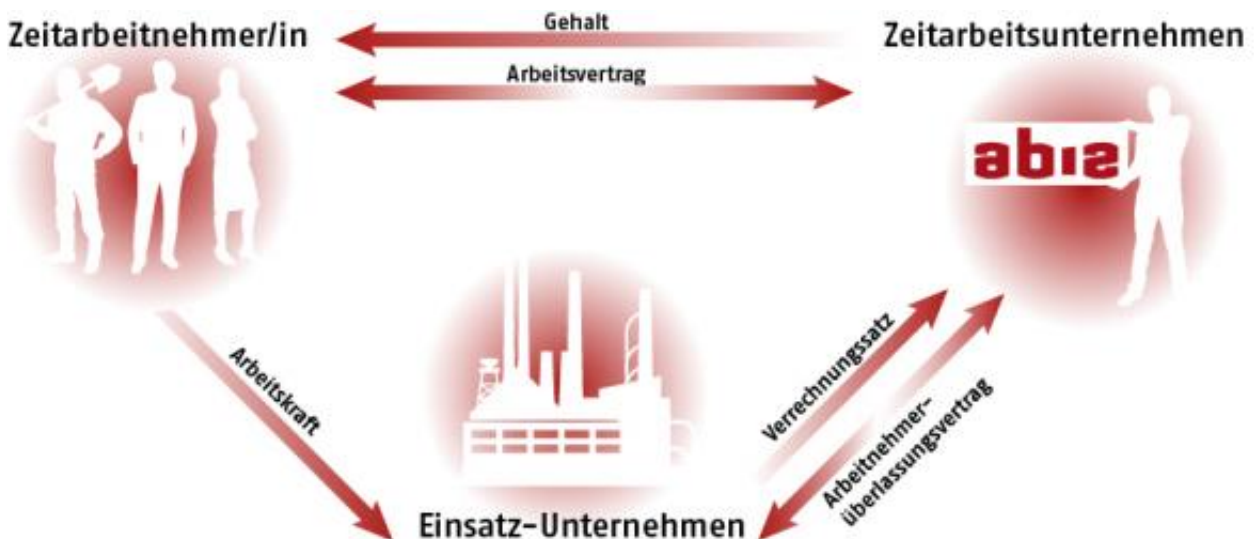 Gehalt
Zeitarbeitnehmer/in
Zeitarbeitsunternehmen
Arbeitsvertrag
abis
Arbeitskraft
Verrechnungssatz
Arbeitnehmer-
überlassungsvertrag
Einsatz-Unternehmen